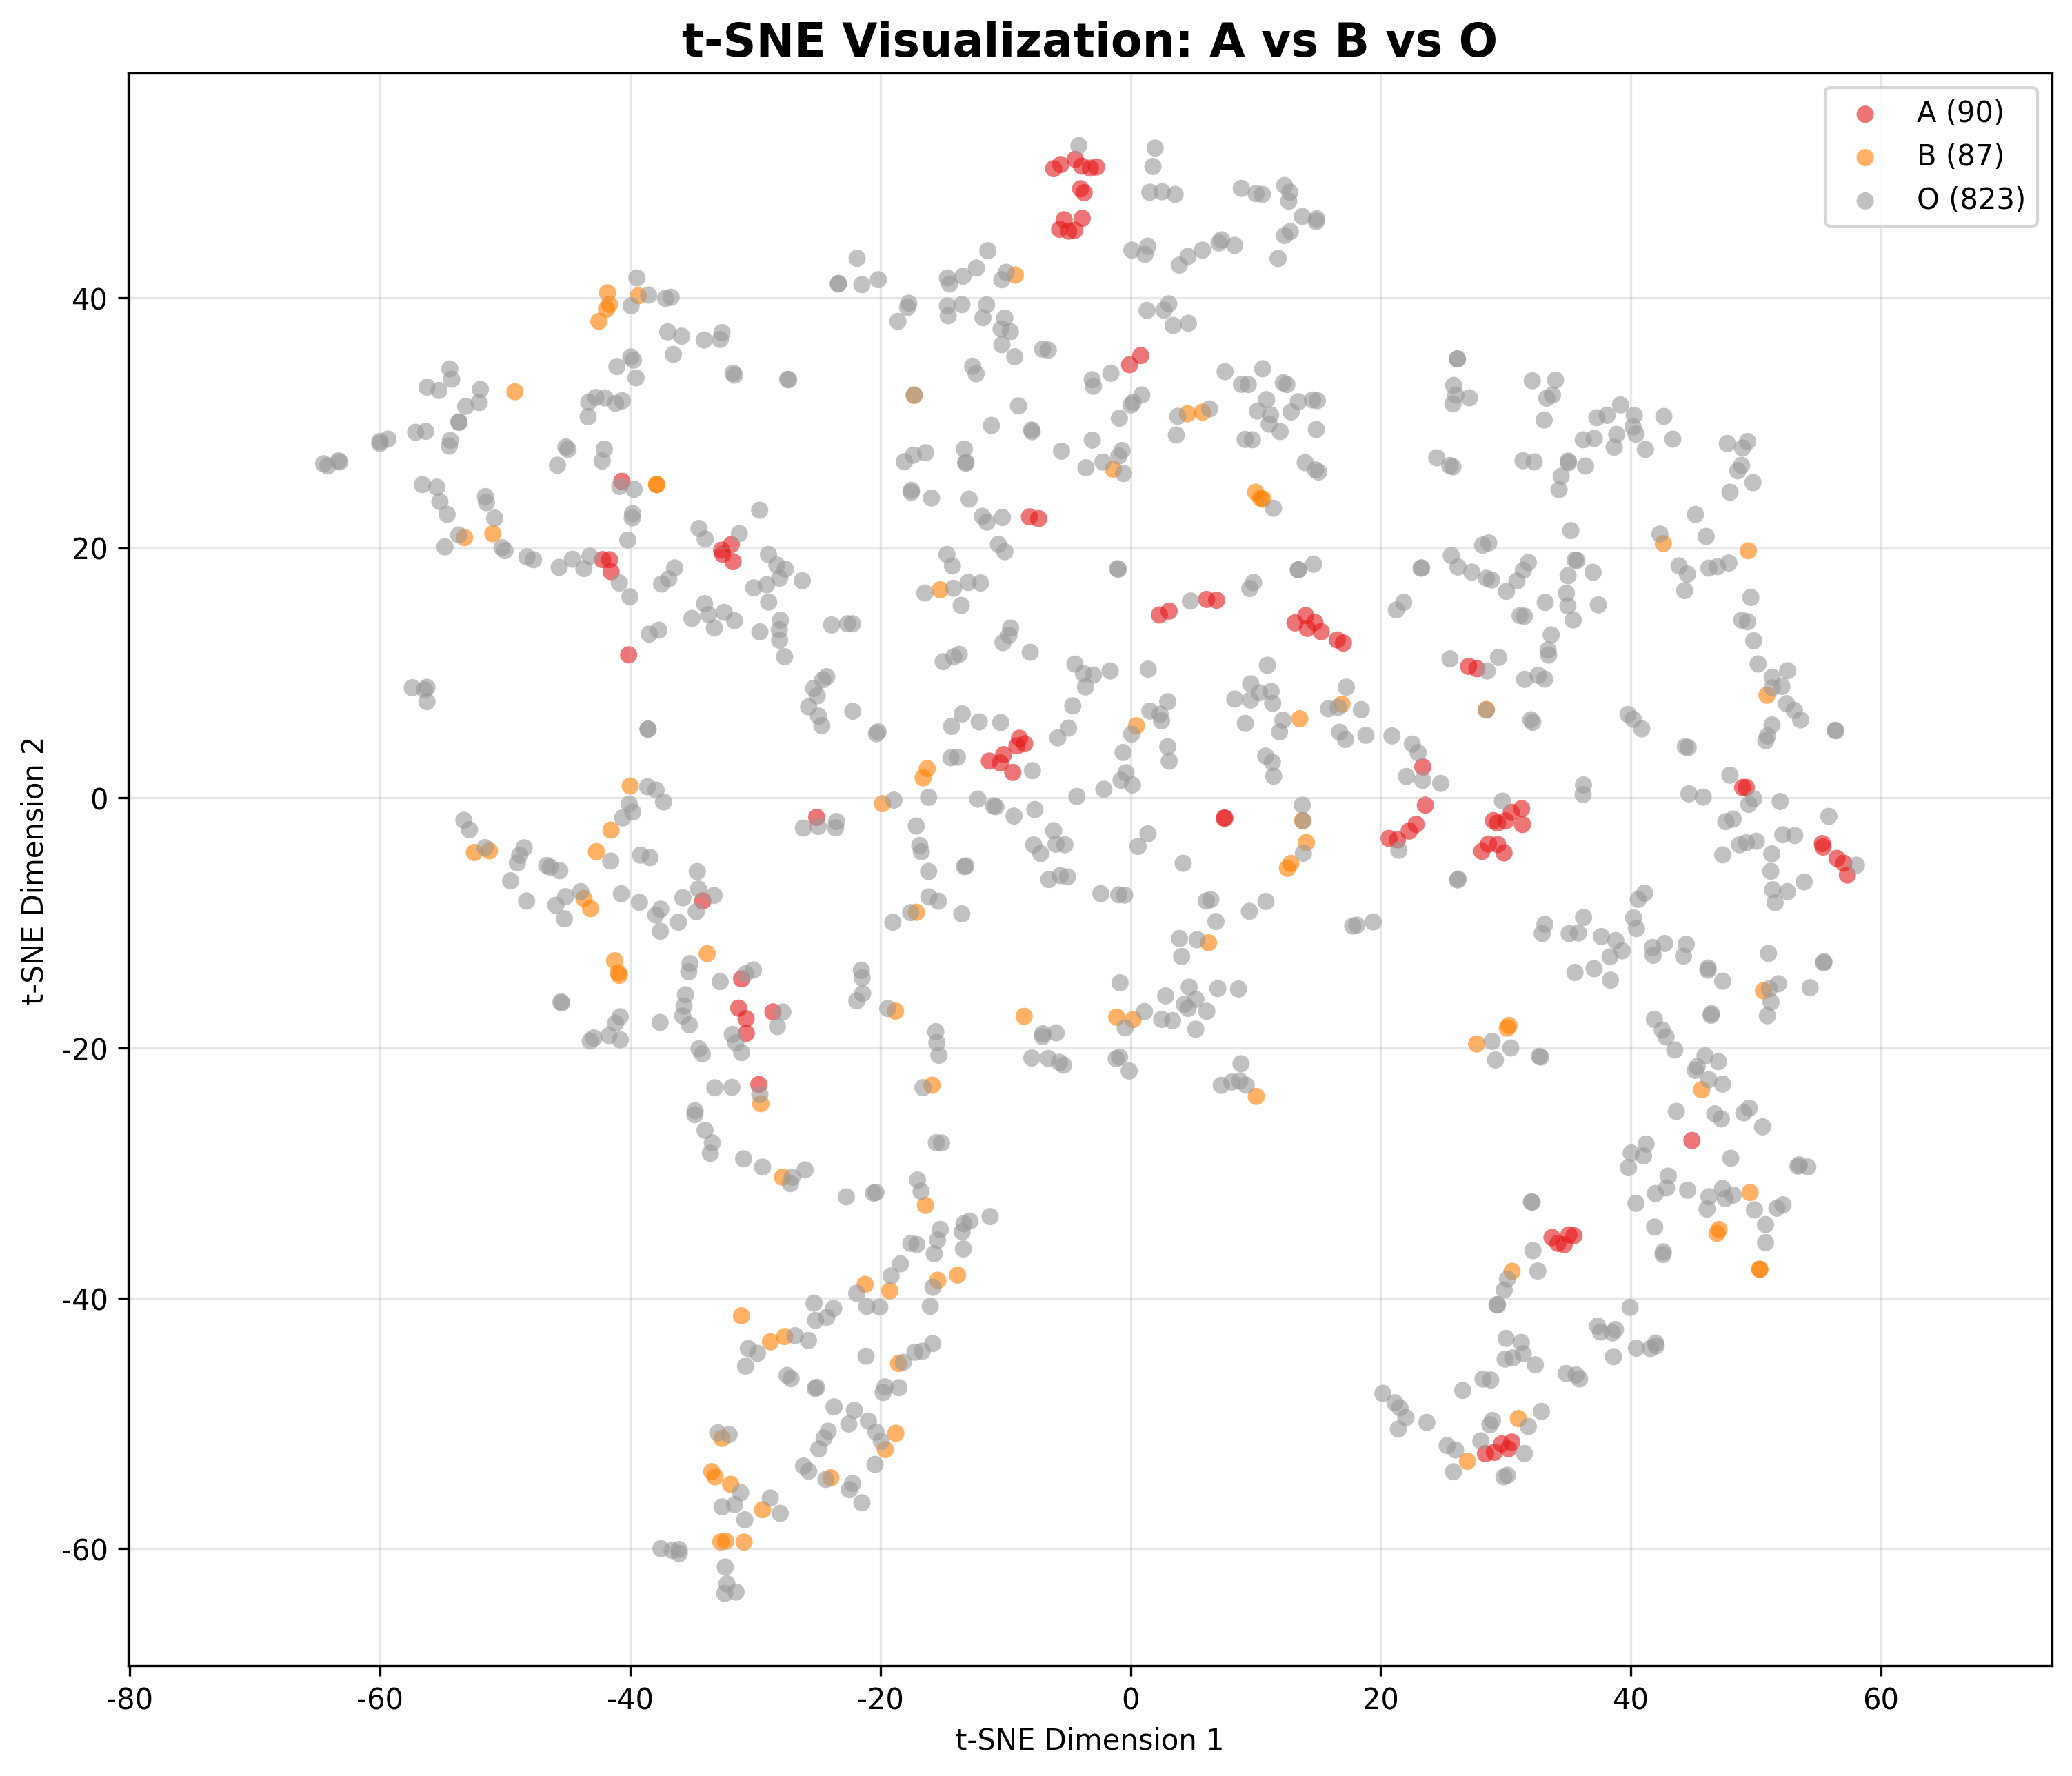 t-SNE Visualization: A vs B vs O
A (90)
B (87)
O (823)
t-SNE Dimension 2
40
20
0
-20
-40
-60
-80 -60 -40 -20 0 20 40 60
t-SNE Dimension 1